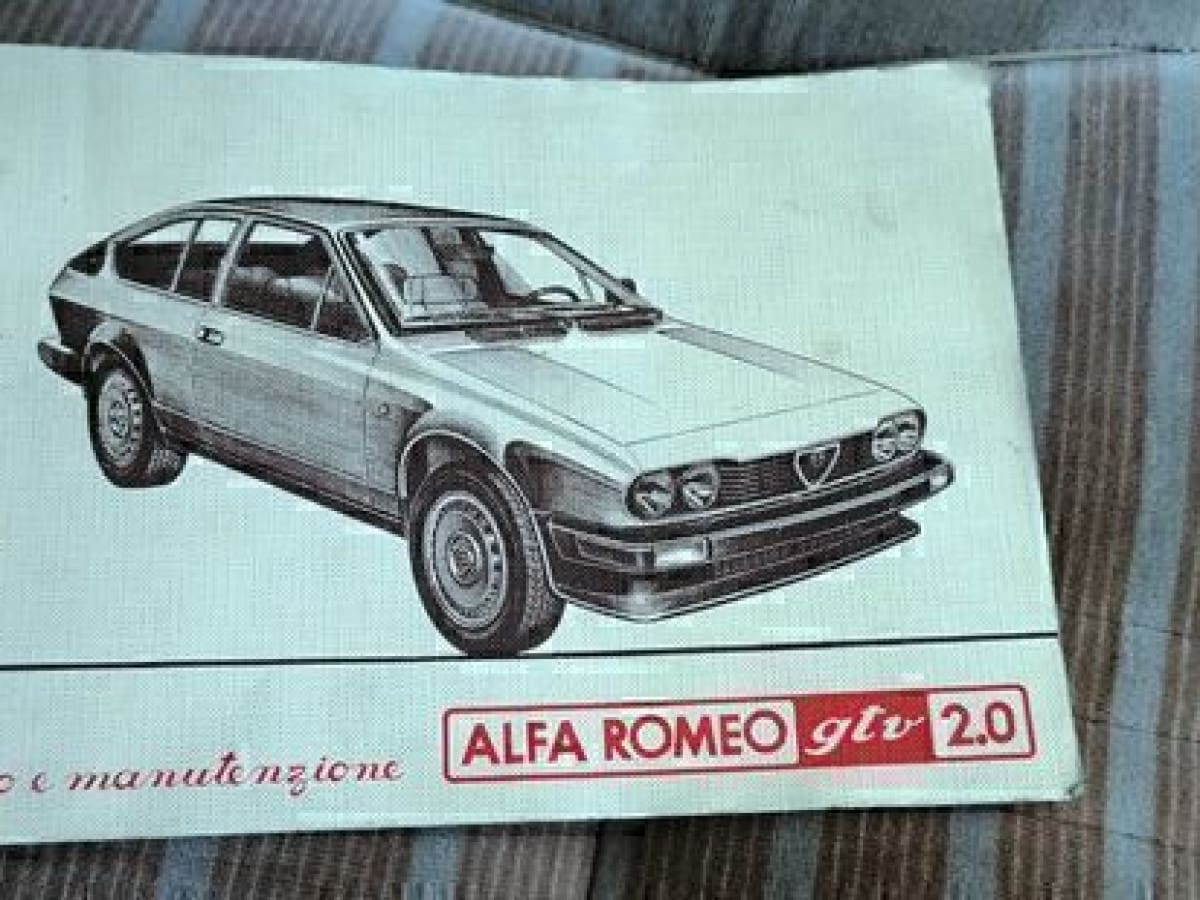 o e manutenzione
ALFA ROMEO gtv 2.0